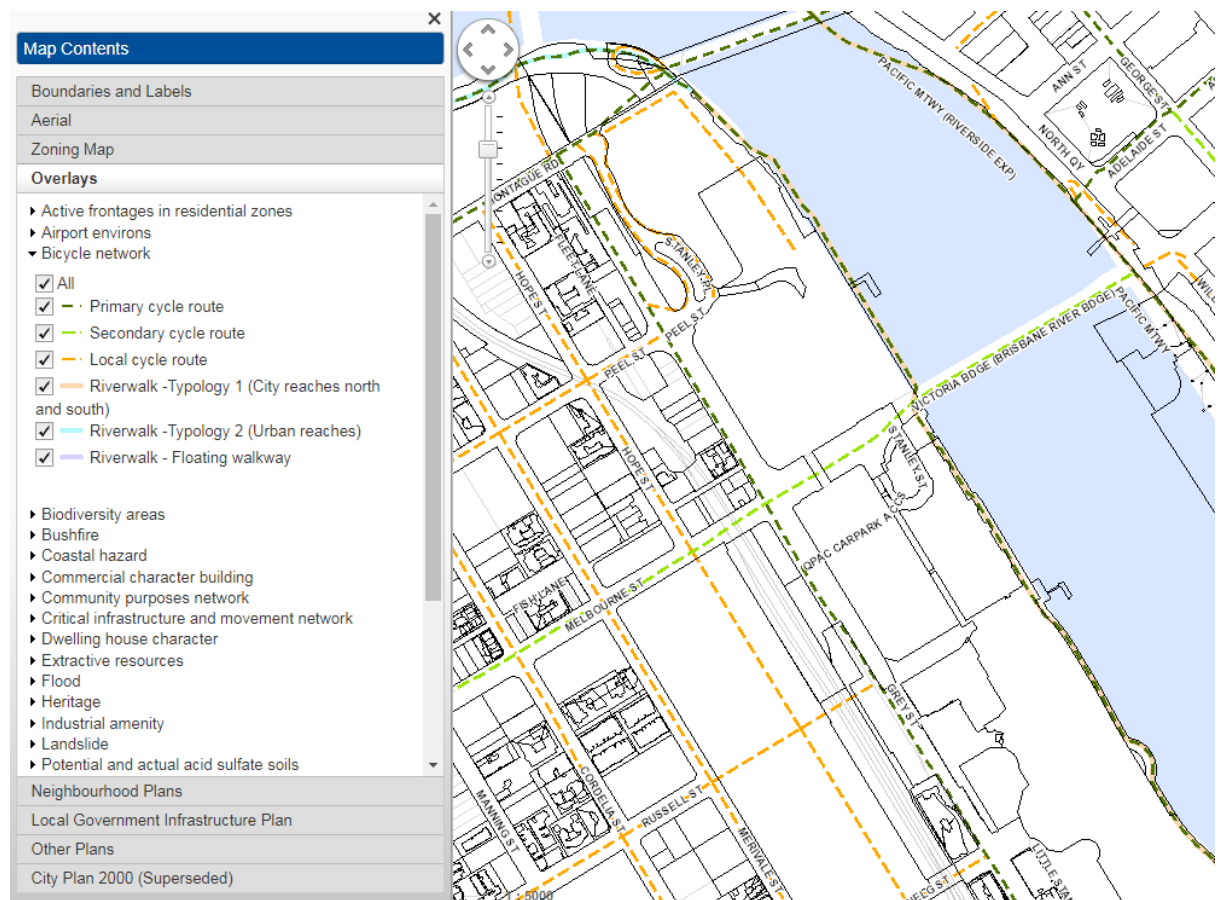 Map Contents
Boundaries and Labels
Aerial
Zoning Map
Overlays
Active frontages in residential zones
Airport environs
Bicycle network
All
Primary cycle route
Secondary cycle route
Local cycle route
Riverwalk -Typology 1 (City reaches north
and south)
Riverwalk -Typology 2 (Urban reaches)
Riverwalk - Floating walkway
Biodiversity areas
Bushfire
Coastal hazard
Commercial character building
Community purposes network
Critical infrastructure and movement network
Dwelling house character
Extractive resources
Flood
Heritage
Industrial amenity
Landslide
Potential and actual acid sulfate soils
Neighbourhood Plans
Local Government Infrastructure Plan
Other Plans
City Plan 2000 (Superseded)
PACIFIC MTWY (RIVERSIDE EXP)
ANN ST
GEORGE ST
NORTH QY
ADELAIDE ST
FLEET LANE
STANLEY PL
HOPE ST
PEEL ST
PEEL ST
PACIFIC MTWY
VICTORIA BDGE (BRISBANE RIVER BDGE)
STANLEY ST
HOPE ST
QPAC CARPARK ACCS
FISH LANE
MELBOURNE ST
GREY ST
CORDELIA ST
RUSSELL ST
MANNING ST
MERIVALE ST
1 : 5000